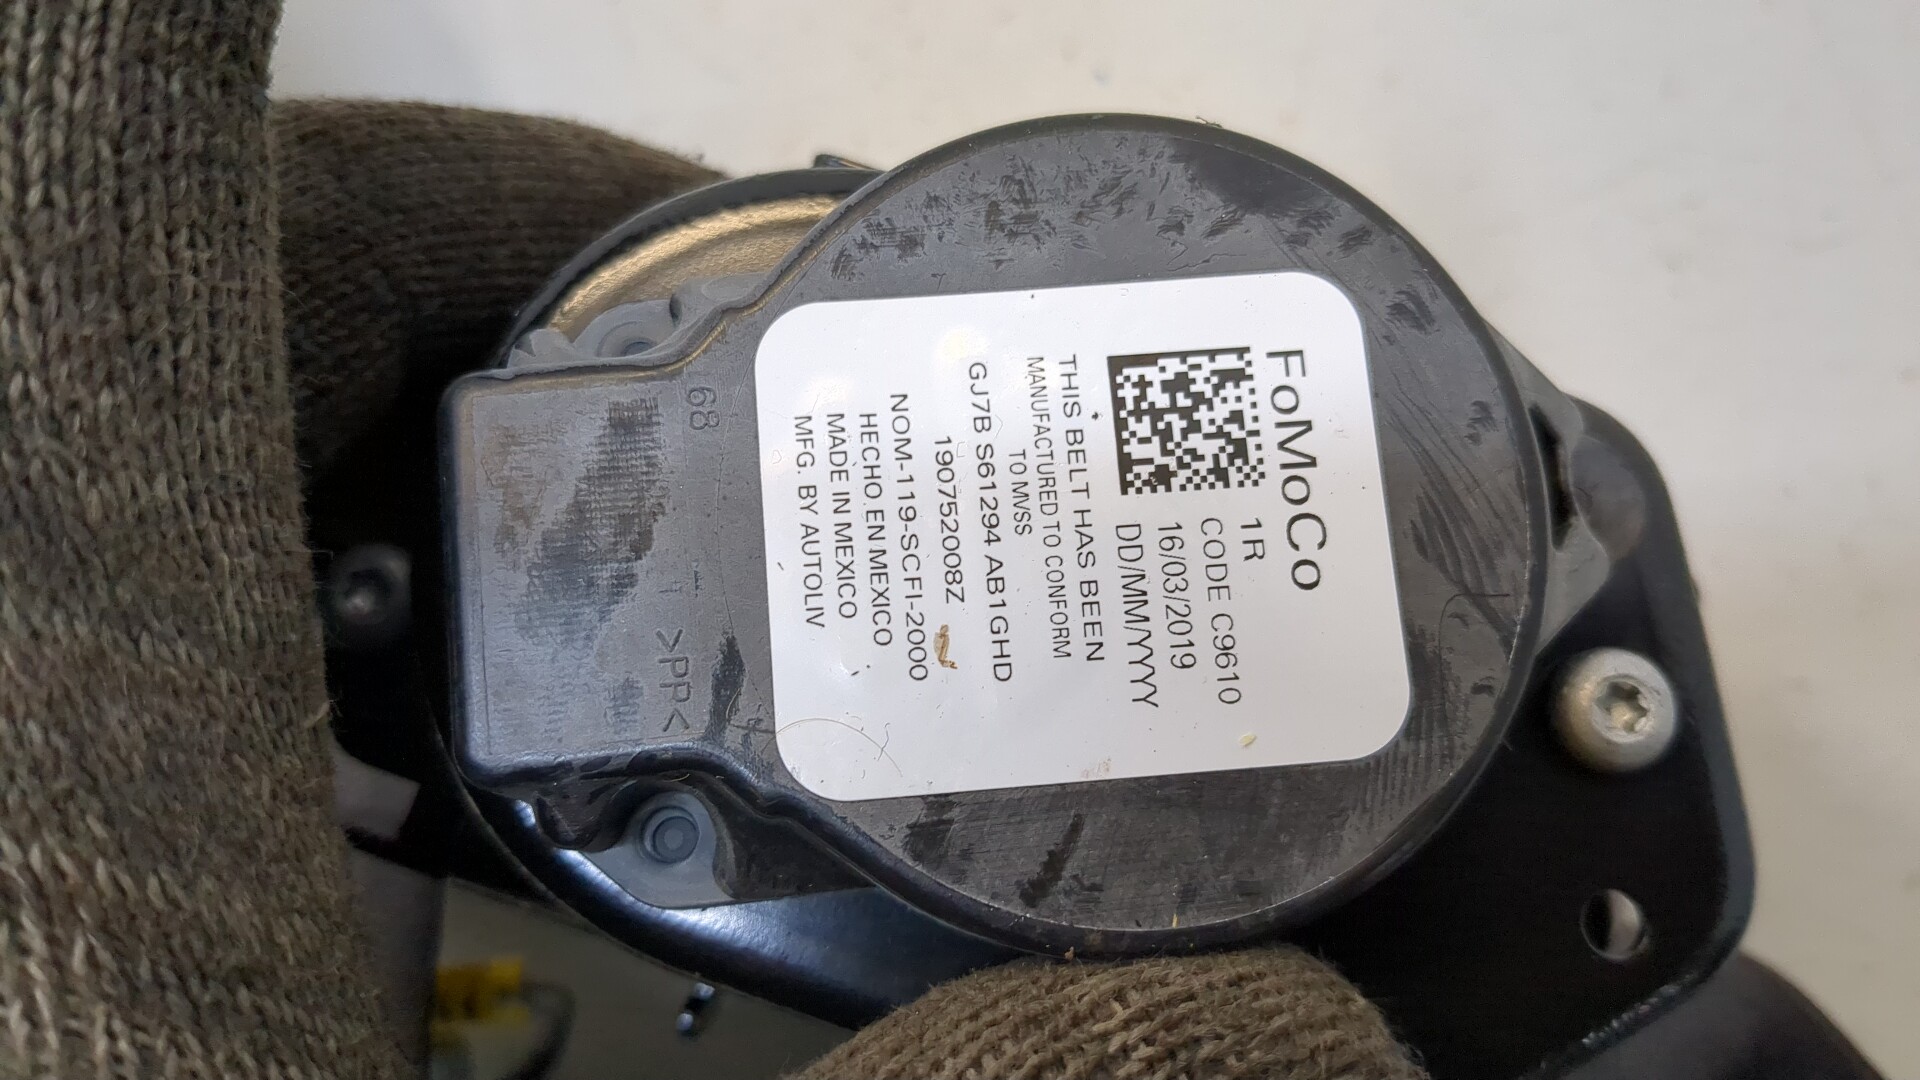 FoMoCo
1R
CODE C9610
16/03/2019
DD/MM/YYYY
THIS BELT HAS BEEN
MANUFACTURED TO CONFORM
TO MVSS
GJ7B S61294 AB1GHD
1907520082Z
NOM-119-SCFI-2000
HECHO EN MEXICO
MADE IN MEXICO
MFG. BY AUTOLIV
68
>PP<